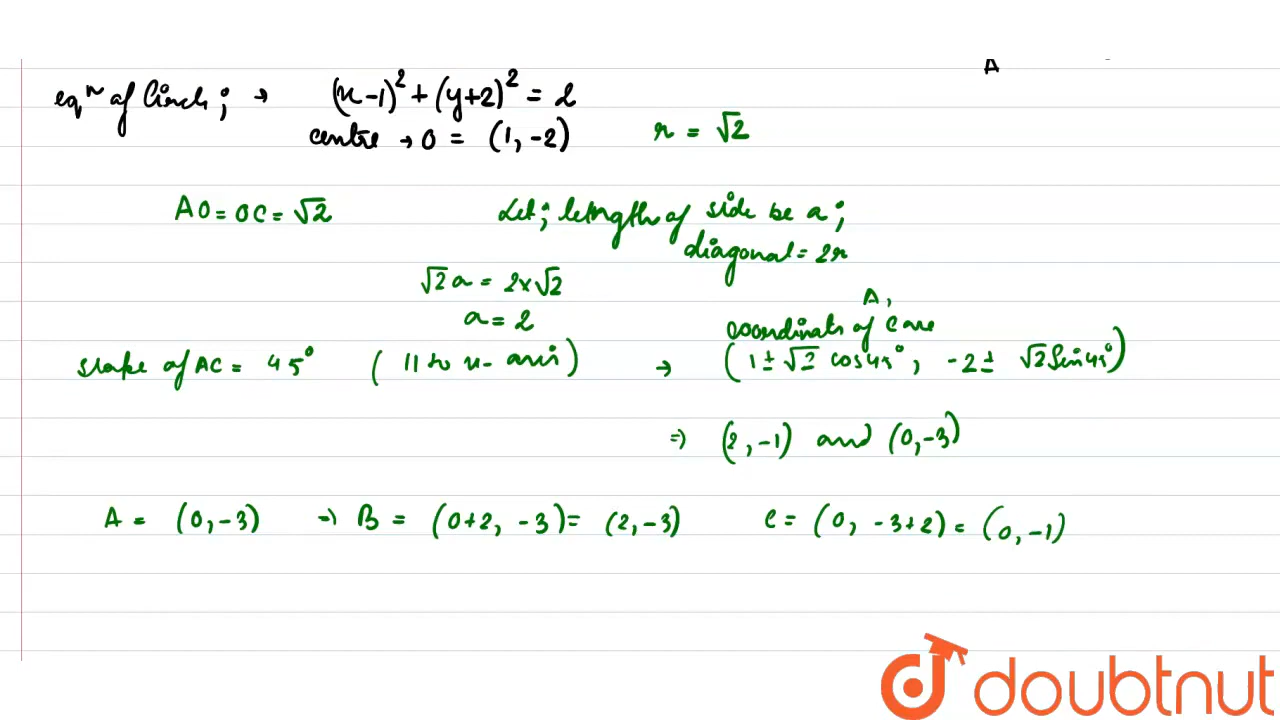 A
eqⁿ of Circle; → (x-1)² + (y+2)² = 2
centre → O = (1, -2) r = √2
AO = OC = √2 Let; length of side be a;
diagonal = 2r
√2 a = 2×√2
a = 2
A,
coordinats of C are
slope of AC = 45° ( 11 to x- axis ) → (1 ± √2 cos45°, -2 ± √2 Sin45°)
⇒ (2, -1) and (0, -3)
A = (0, -3) ⇒ B = (0+2, -3) = (2, -3) C = (0, -3+2) = (0, -1)
doubtnut